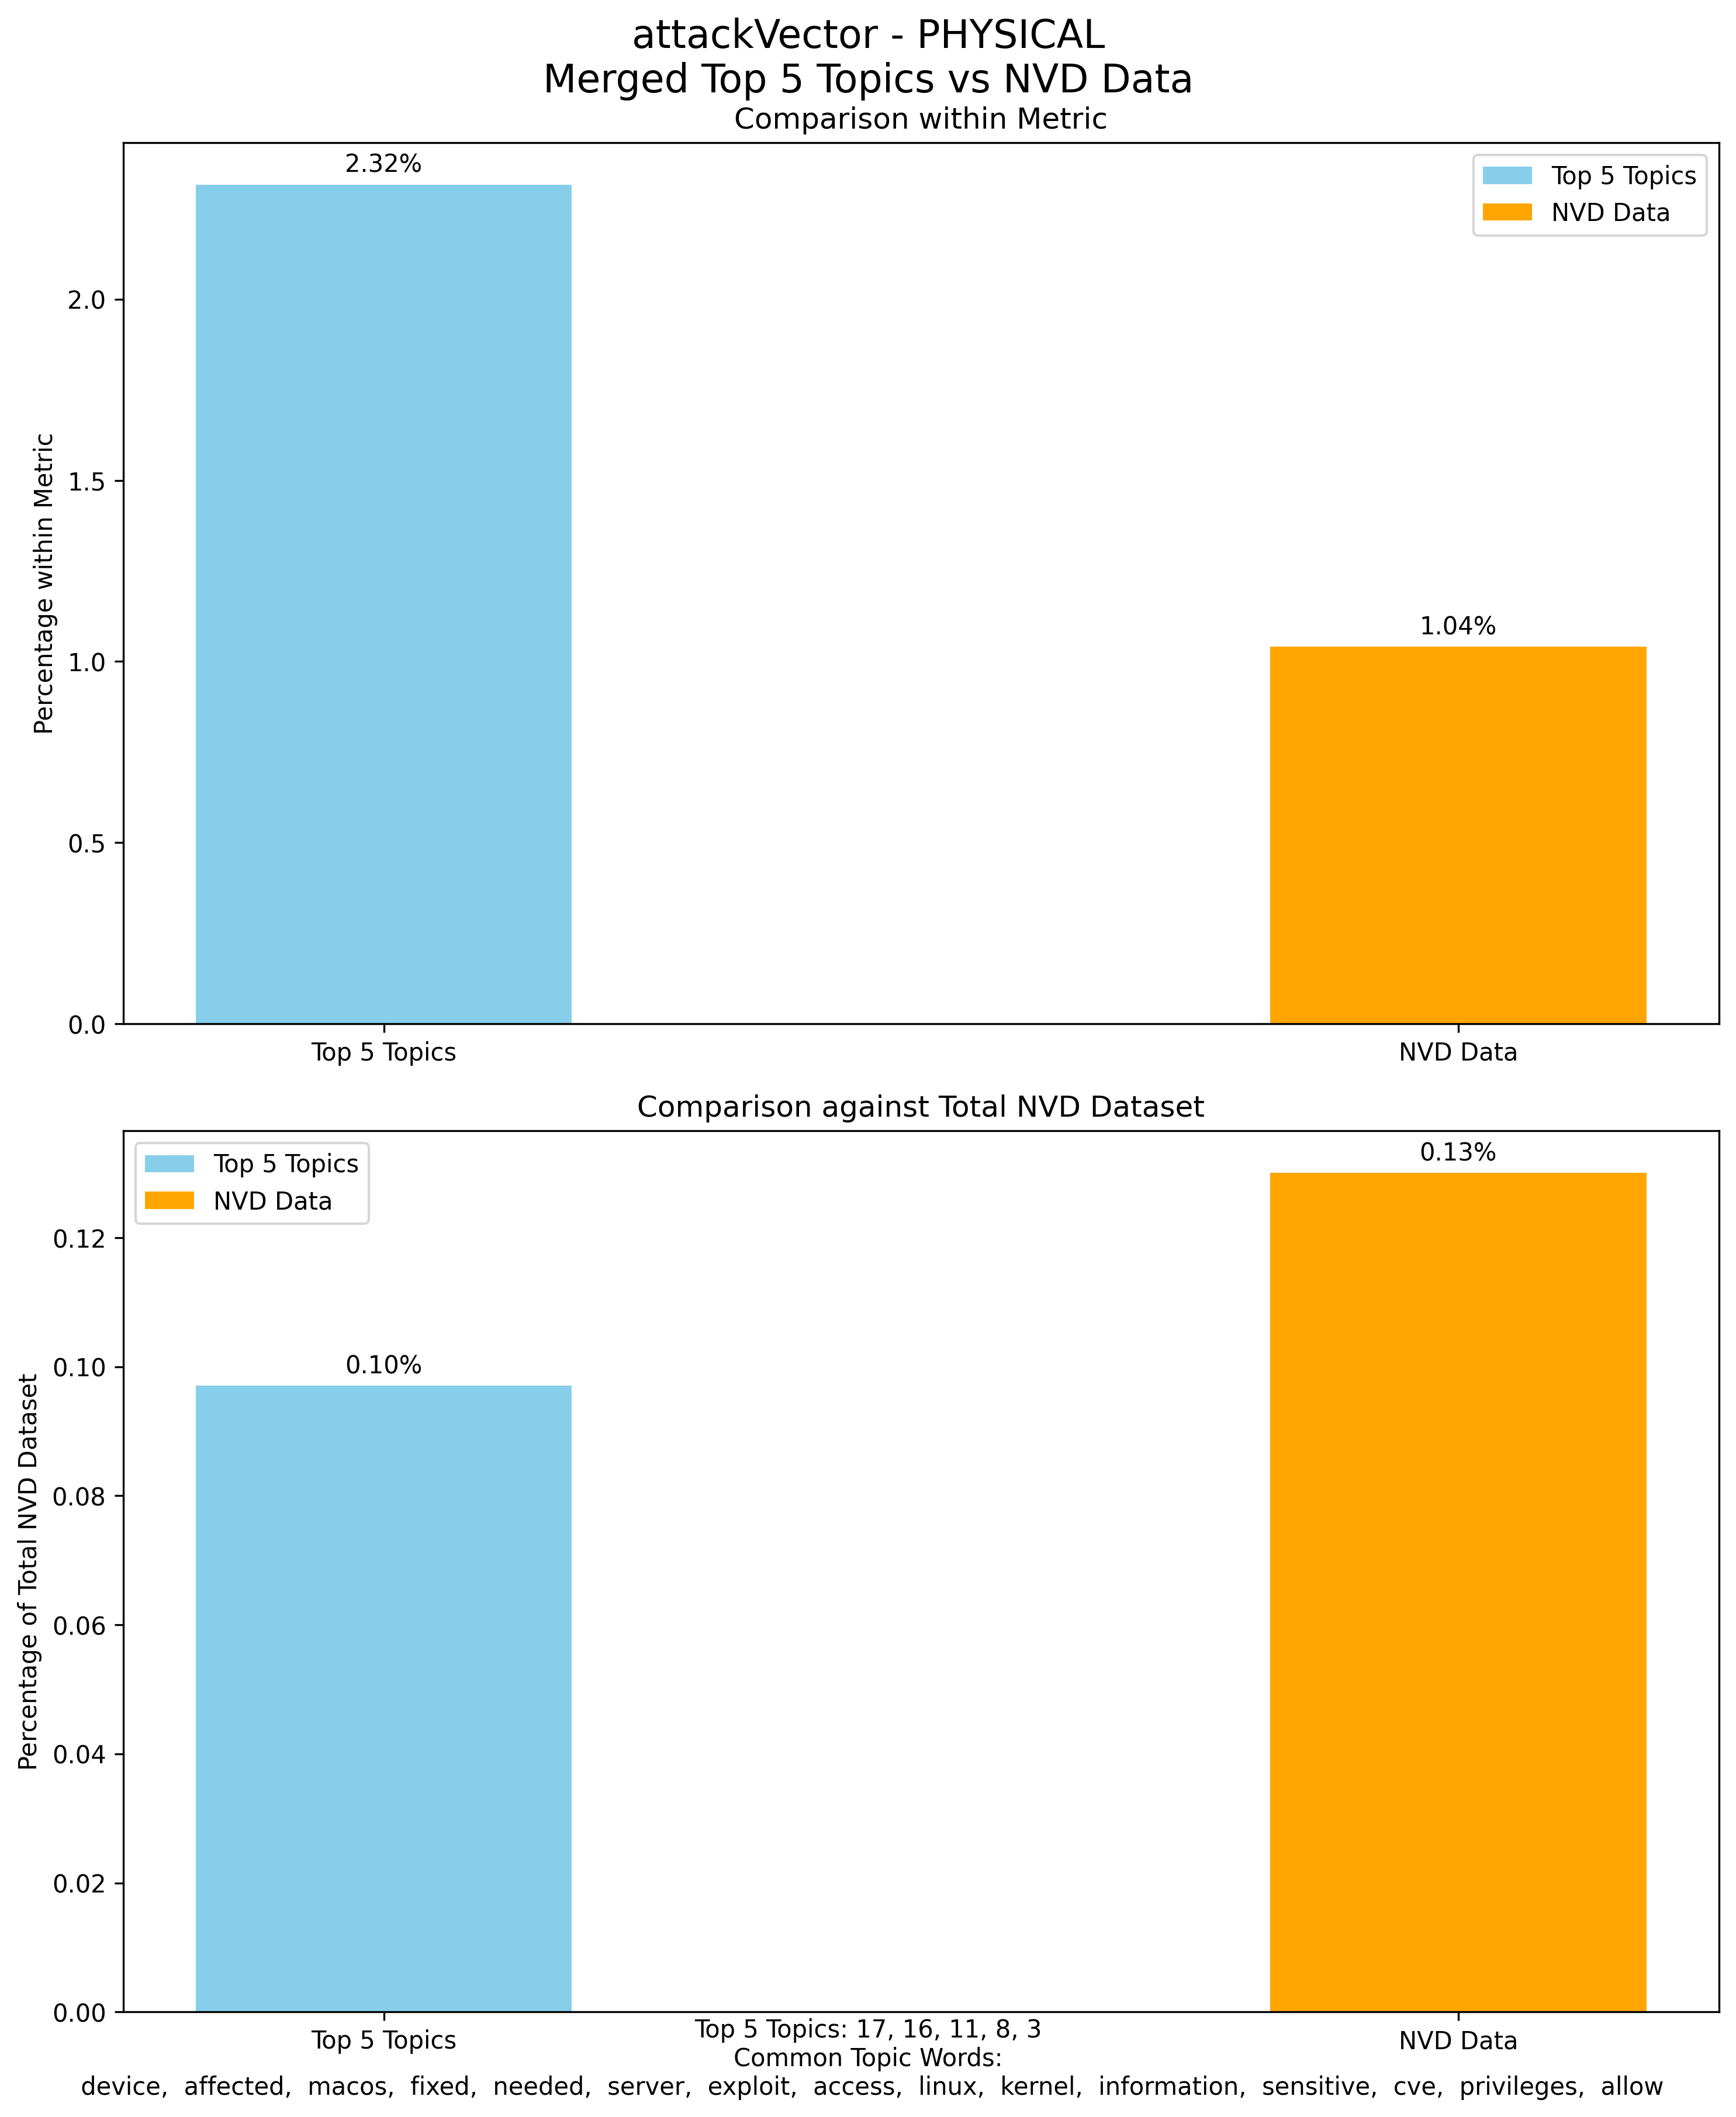 attackVector - PHYSICAL
Merged Top 5 Topics vs NVD Data
Comparison within Metric
2.32%
Top 5 Topics
NVD Data
2.0
1.5
1.0
0.5
0.0
1.04%
Percentage within Metric
Top 5 Topics
NVD Data
Comparison against Total NVD Dataset
Top 5 Topics
NVD Data
0.13%
0.12
0.10
0.08
0.06
0.04
0.02
0.00
0.10%
Percentage of Total NVD Dataset
Top 5 Topics
NVD Data
Top 5 Topics: 17, 16, 11, 8, 3
Common Topic Words:
device, affected, macos, fixed, needed, server, exploit, access, linux, kernel, information, sensitive, cve, privileges, allow